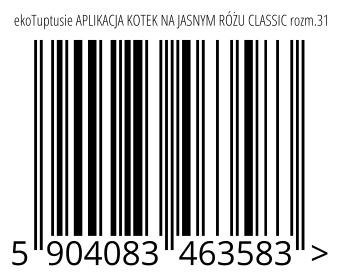 ekoTuptusie APLIKACJA KOTEK NA JASNYM RÓŻU CLASSIC rozm.31
5 904083 463583 >